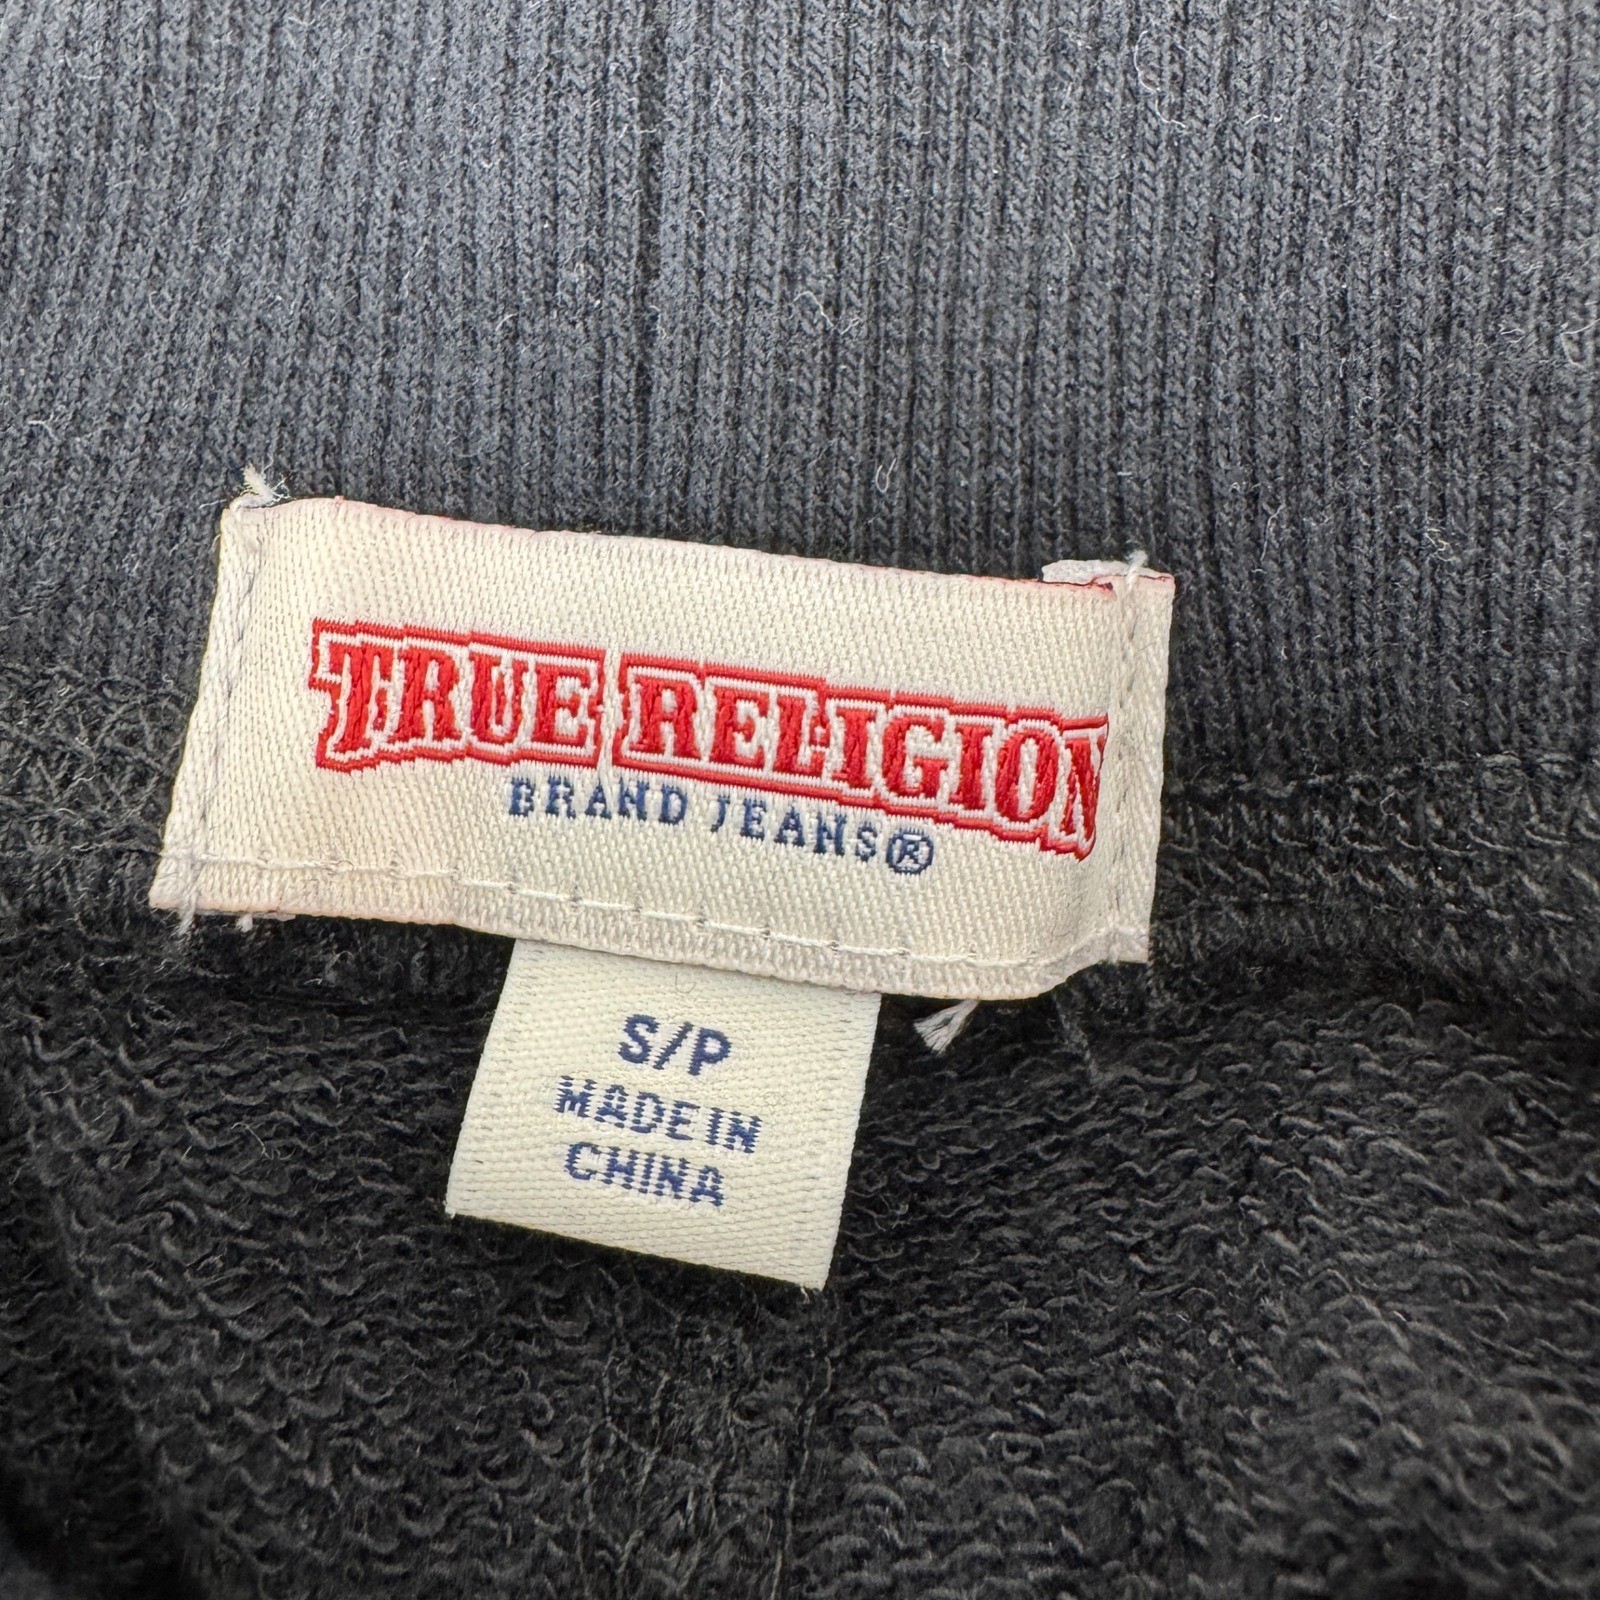 TRUE RELIGION
BRAND JEANS®
S/P
MADE IN
CHINA